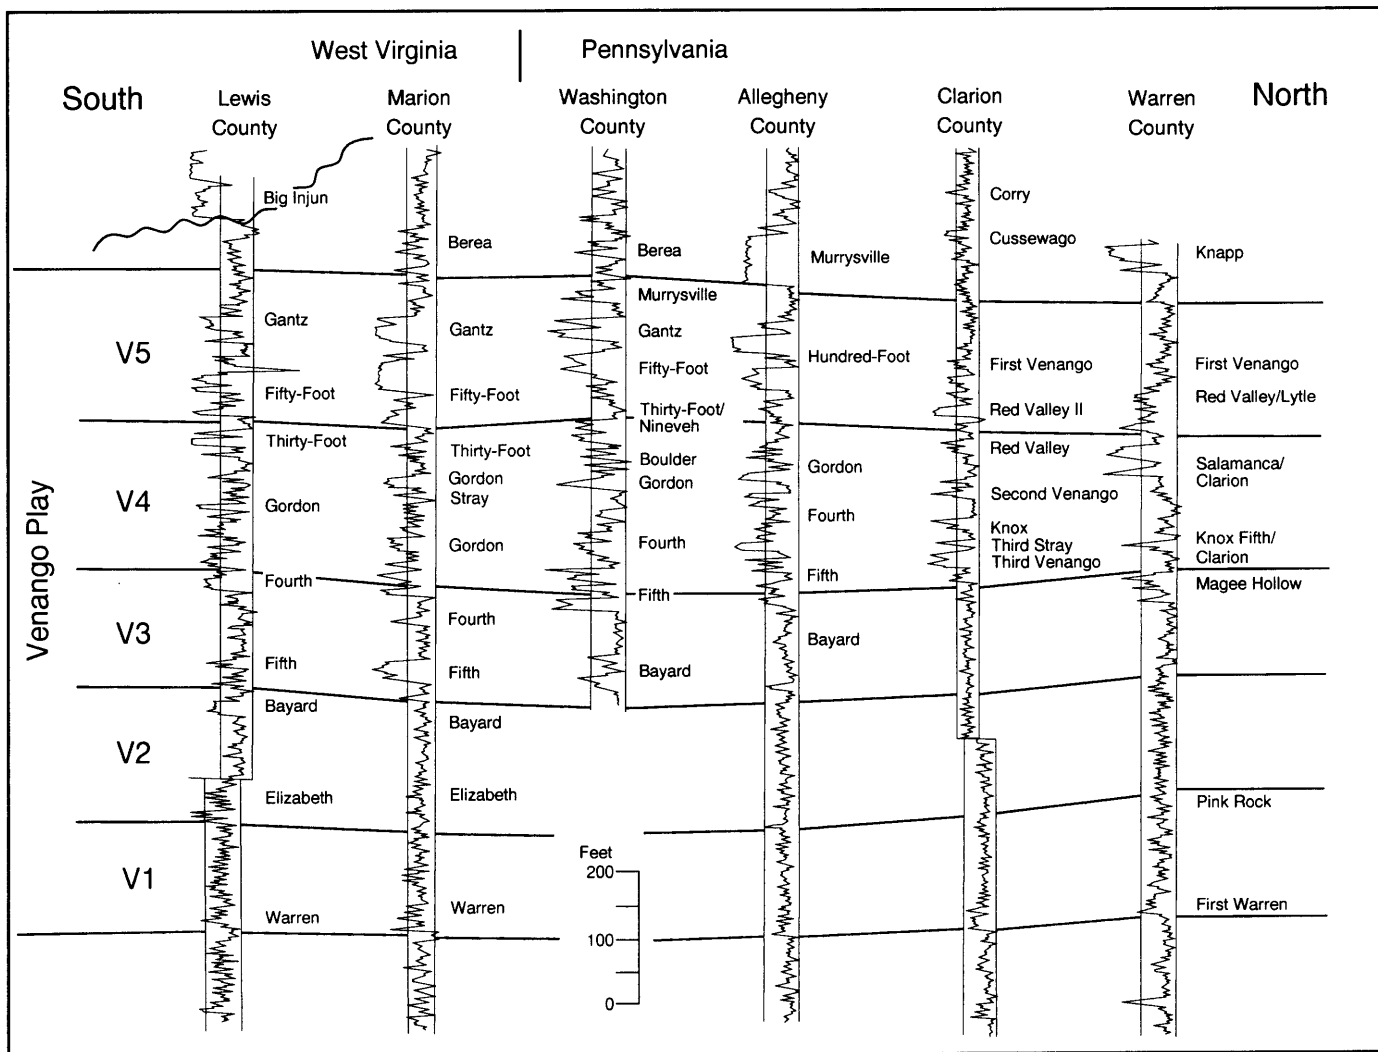 West Virginia
Pennsylvania
South
North
Lewis
County
Marion
County
Washington
County
Allegheny
County
Clarion
County
Warren
County
Venango Play
V5
V4
V3
V2
V1
Big Injun
Gantz
Fifty-Foot
Thirty-Foot
Gordon
Fourth
Fifth
Bayard
Elizabeth
Warren
Berea
Gantz
Fifty-Foot
Thirty-Foot
Gordon
Stray
Gordon
Fourth
Fifth
Bayard
Elizabeth
Warren
Berea
Murrysville
Gantz
Fifty-Foot
Thirty-Foot/
Nineveh
Boulder
Gordon
Fourth
Fifth
Bayard
Feet
200
100
0
Murrysville
Hundred-Foot
Gordon
Fourth
Fifth
Bayard
Corry
Cussewago
First Venango
Red Valley II
Red Valley
Second Venango
Knox
Third Stray
Third Venango
Knapp
First Venango
Red Valley/Lytle
Salamanca/
Clarion
Knox Fifth/
Clarion
Magee Hollow
Pink Rock
First Warren